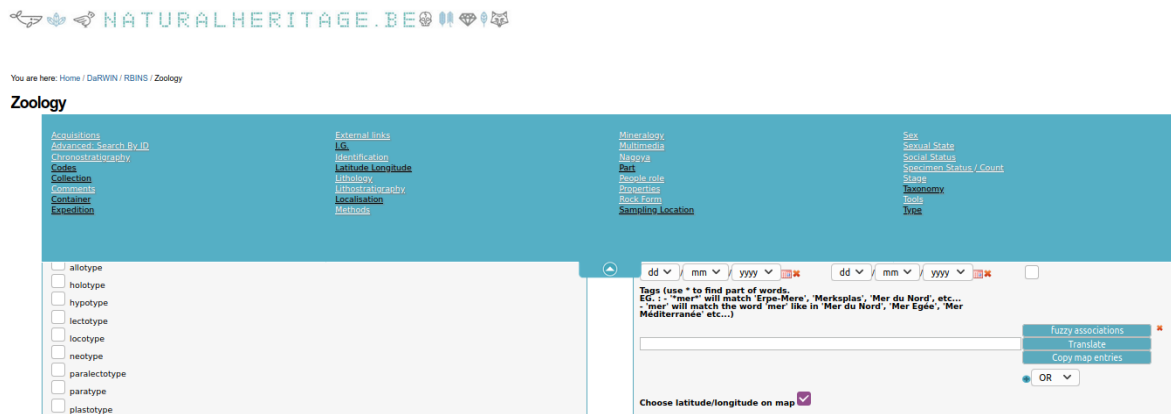 NATURALHERITAGE.BE
You are here: Home / DaRWIN / RBINS / Zoology
Zoology
Acquisitions
Advanced: Search By ID
Chronostratigraphy
Codes
Collection
Comments
Container
Expedition
External links
I.G.
Identification
Latitude Longitude
Lithology
Lithostratigraphy
Localisation
Methods
Mineralogy
Multimedia
Nagoya
Part
People role
Properties
Rock Form
Sampling Location
Sex
Sexual State
Social Status
Specimen Status / Count
Stage
Taxonomy
Tools
Type
allotype
holotype
hypotype
lectotype
locotype
neotype
paralectotype
paratype
plastotype
dd / mm / yyyy dd / mm / yyyy
Tags (use * to find part of words.
EG. : - '*mer*' will match 'Erpe-Mere', 'Merksplas', 'Mer du Nord', etc...
- 'mer' will match the word 'mer' like in 'Mer du Nord', 'Mer Egée', 'Mer
Méditerranée' etc...)
fuzzy associations
Translate
Copy map entries
OR
Choose latitude/longitude on map